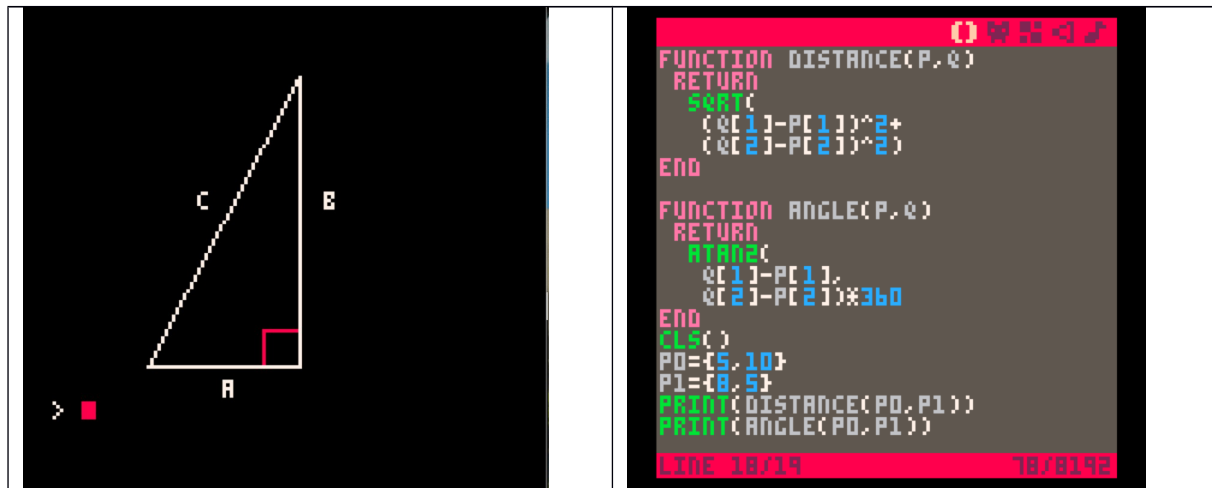 C
B
A
>
FUNCTION DISTANCE(P,Q)
RETURN
SQRT(
(Q[1]-P[1])^2+
(Q[2]-P[2])^2)
END
FUNCTION ANGLE(P,Q)
RETURN
ATAN2(
Q[1]-P[1],
Q[2]-P[2])*360
END
CLS()
P0={5,10}
P1={8,5}
PRINT(DISTANCE(P0,P1))
PRINT(ANGLE(P0,P1))
LINE 18/19 78/8192